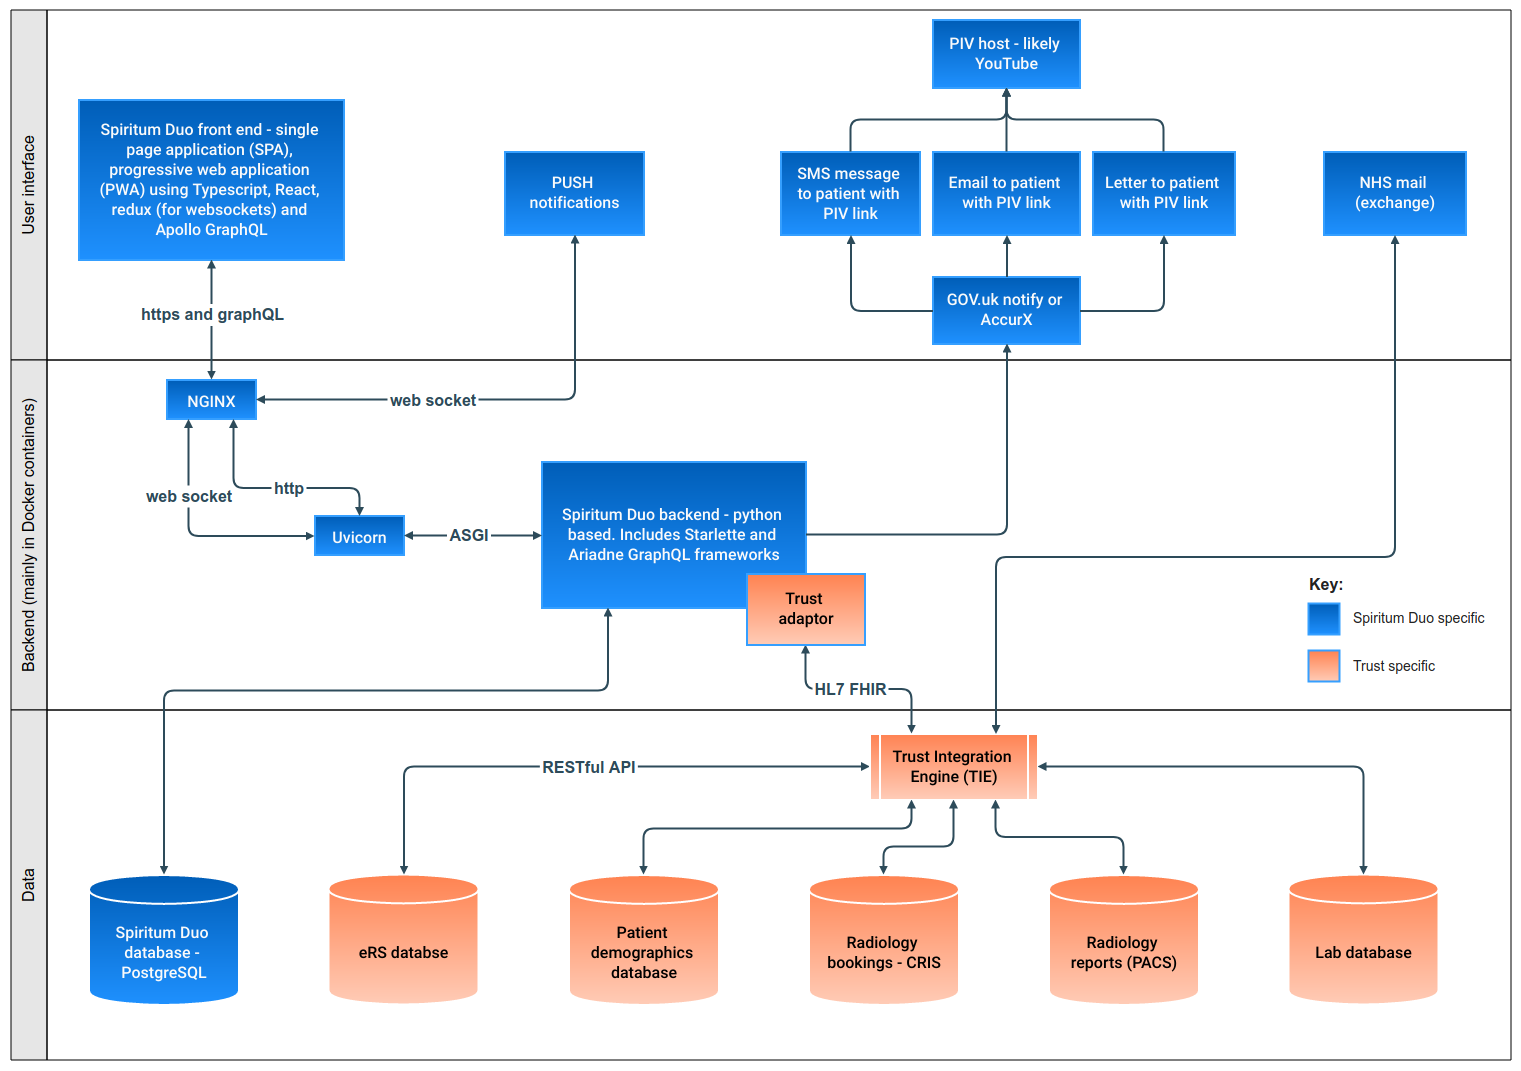 User interface
PIV host - likely
YouTube
Spiritum Duo front end - single
page application (SPA),
progressive web application
(PWA) using Typescript, React,
redux (for websockets) and
Apollo GraphQL
PUSH
notifications
SMS message
to patient with
PIV link
Email to patient
with PIV link
Letter to patient
with PIV link
NHS mail
(exchange)
GOV.uk notify or
AccurX
https and graphQL
Backend (mainly in Docker containers)
NGINX
web socket
web socket
http
Uvicorn
ASGI
Spiritum Duo backend - python
based. Includes Starlette and
Ariadne GraphQL frameworks
Trust
adaptor
HL7 FHIR
Key:
Spiritum Duo specific
Trust specific
Data
RESTful API
Trust Integration
Engine (TIE)
Spiritum Duo
database -
PostgreSQL
eRS databse
Patient
demographics
database
Radiology
bookings - CRIS
Radiology
reports (PACS)
Lab database